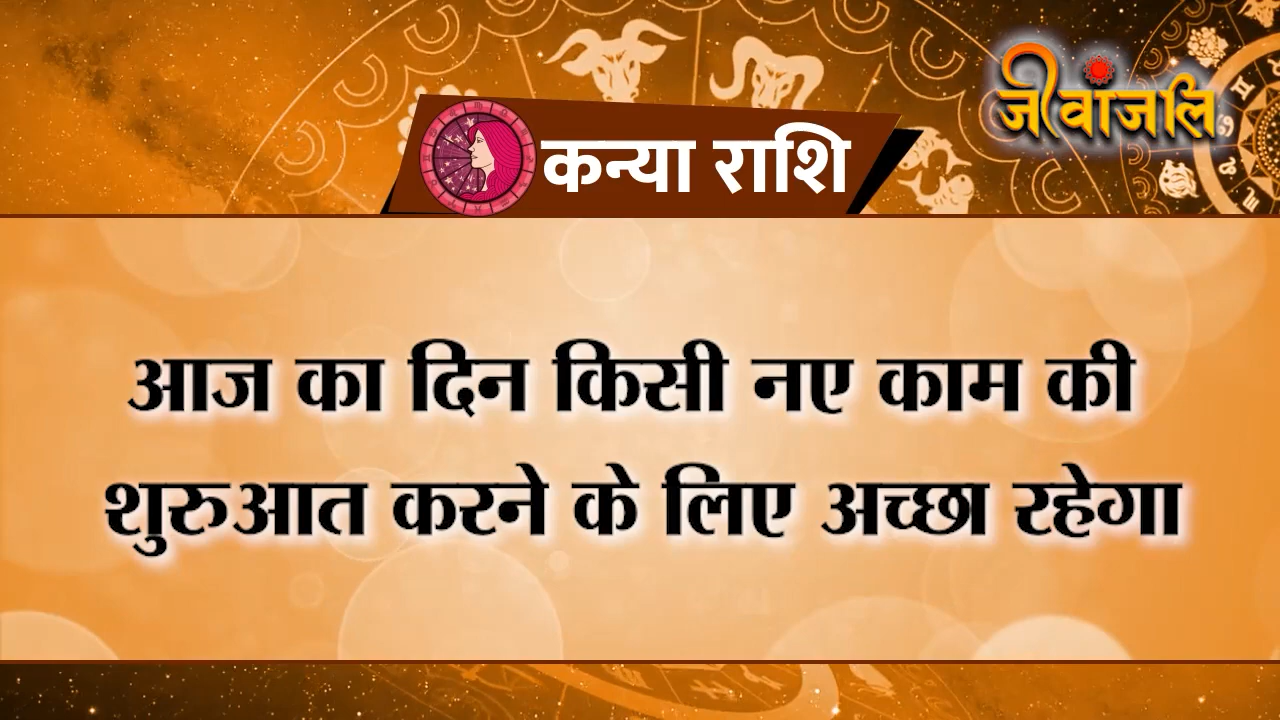 जीवांजलि
कन्या राशि
आज का दिन किसी नए काम की
शुरुआत करने के लिए अच्छा रहेगा